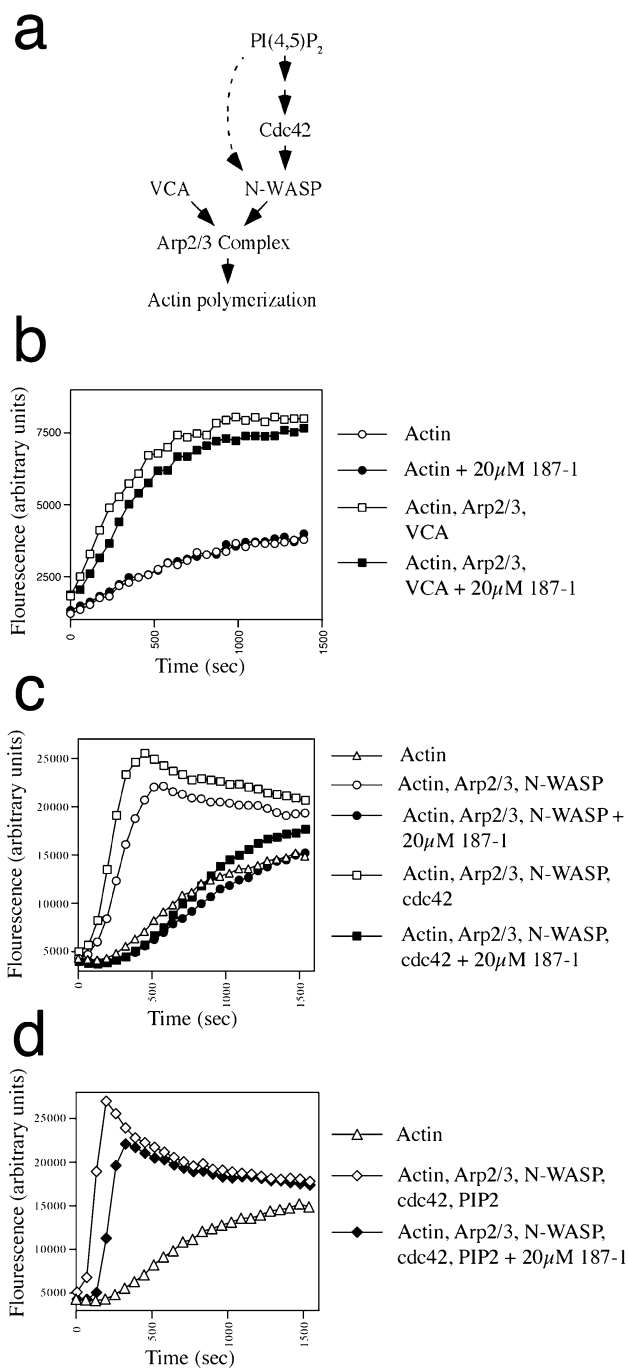 a
PI(4,5)P2
Cdc42
VCA N-WASP
Arp2/3 Complex
Actin polymerization
b
Flourescence (arbitrary units)
7500
5000
2500
0 500 1000 1500
Time (sec)
Actin
Actin + 20μM 187-1
Actin, Arp2/3,
VCA
Actin, Arp2/3,
VCA + 20μM 187-1
c
Flourescence (arbitrary units)
25000
20000
15000
10000
5000
0 500 1000 1500
Time (sec)
Actin
Actin, Arp2/3, N-WASP
Actin, Arp2/3, N-WASP +
20μM 187-1
Actin, Arp2/3, N-WASP,
cdc42
Actin, Arp2/3, N-WASP,
cdc42 + 20μM 187-1
d
Flourescence (arbitrary units)
25000
20000
15000
10000
5000
0 500 1000 1500
Time (sec)
Actin
Actin, Arp2/3, N-WASP,
cdc42, PIP2
Actin, Arp2/3, N-WASP,
cdc42, PIP2 + 20μM 187-1